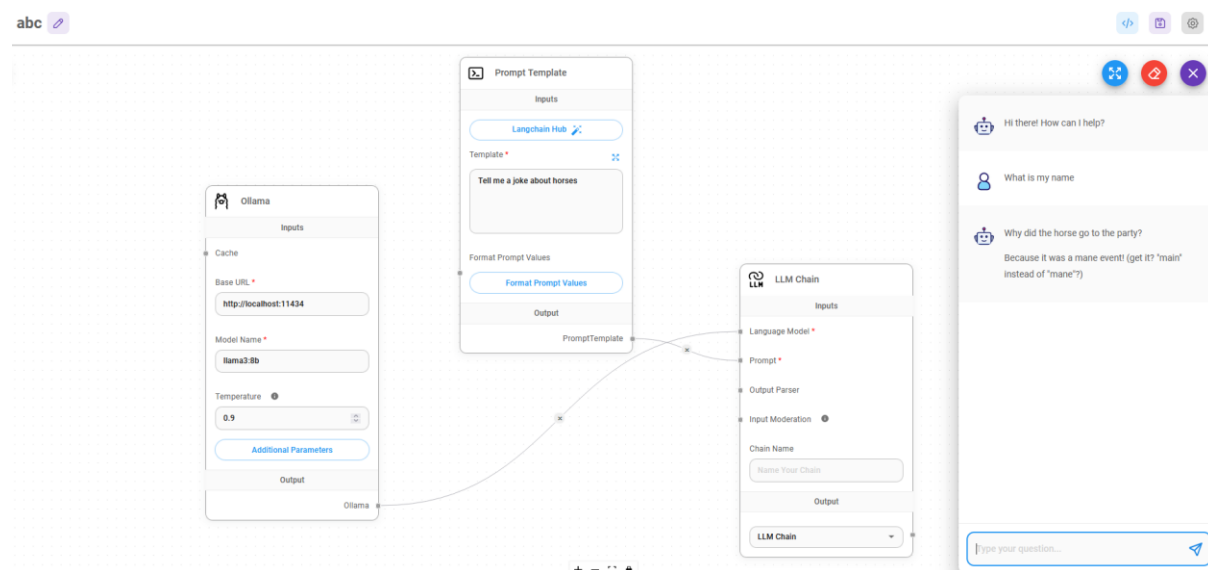 abc
Ollama
Inputs
Cache
Base URL *
http://localhost:11434
Model Name *
llama3:8b
Temperature
0.9
Additional Parameters
Output
Ollama
Prompt Template
Inputs
Langchain Hub
Template *
Tell me a joke about horses
Format Prompt Values
Format Prompt Values
Output
PromptTemplate
LLM
LLM Chain
Inputs
Language Model *
Prompt *
Output Parser
Input Moderation
Chain Name
Name Your Chain
Output
LLM Chain
Hi there! How can I help?
What is my name
Why did the horse go to the party?
Because it was a mane event! (get it? "main"
instead of "mane"?)
Type your question...